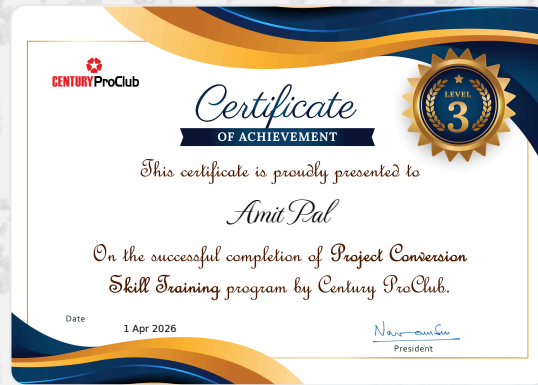 CENTURY ProClub
Certificate
OF ACHIEVEMENT
LEVEL
3
This certificate is proudly presented to
Amit Pal
On the successful completion of Project Conversion
Skill Training program by Century ProClub.
Date
1 Apr 2026
President